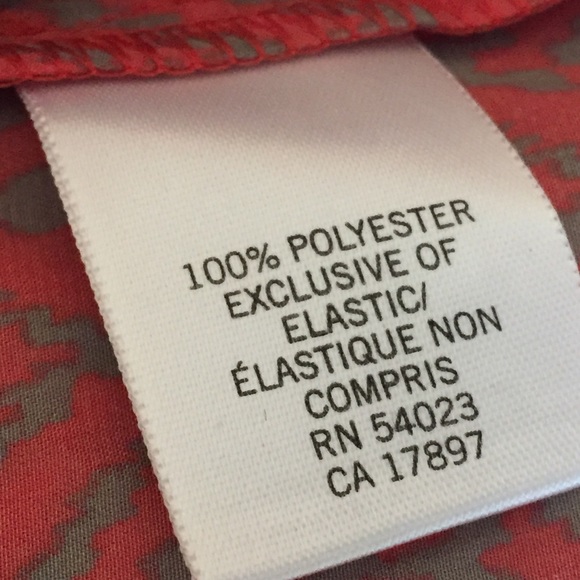 100% POLYESTER
EXCLUSIVE OF
ELASTIC/
ÉLASTIQUE NON
COMPRIS
RN 54023
CA 17897